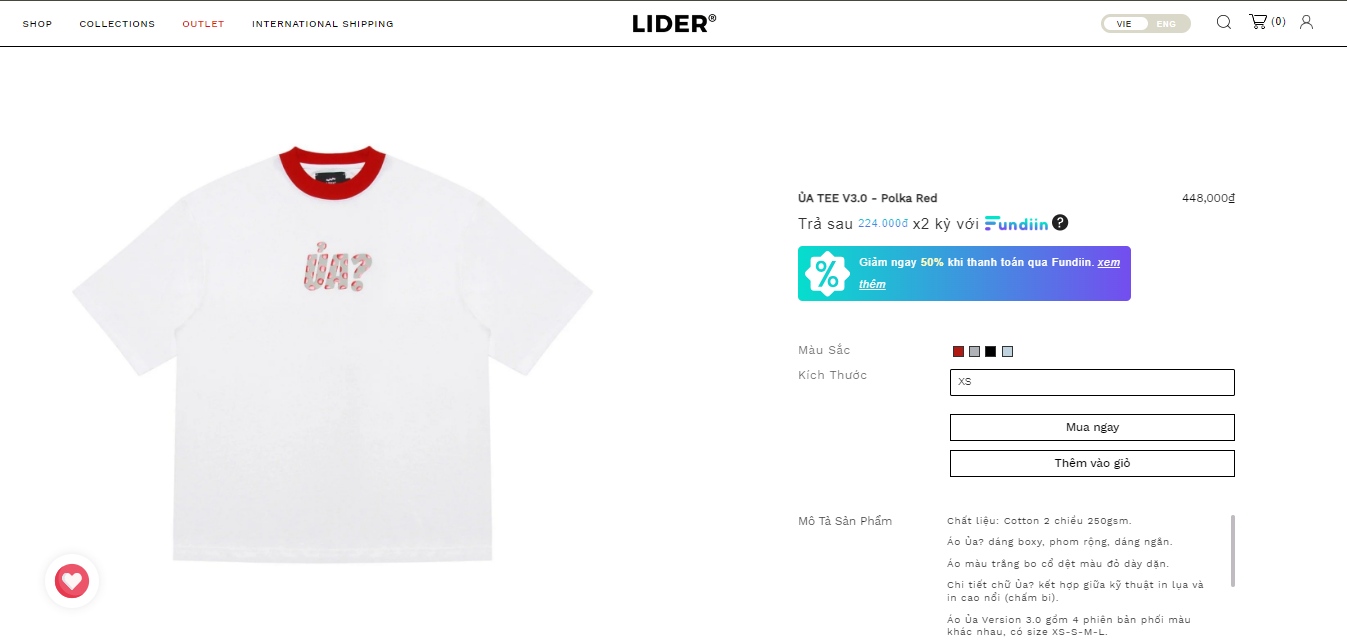 SHOP COLLECTIONS OUTLET INTERNATIONAL SHIPPING LIDER® VIE ENG (0)
ỦA TEE V3.0 - Polka Red 448,000₫
Trả sau 224.000đ x2 kỳ với Fundiin ?
Giảm ngay 50% khi thanh toán qua Fundiin. xem
thêm
%
ỦA?
Màu Sắc
Kích Thước XS
Mua ngay
Thêm vào giỏ
Mô Tả Sản Phẩm
Chất liệu: Cotton 2 chiều 250gsm.
Áo Ủa? dáng boxy, phom rộng, dáng ngắn.
Áo màu trắng bo cổ dệt màu đỏ dày dặn.
Chi tiết chữ Ủa? kết hợp giữa kỹ thuật in lụa và
in cao nổi (chấm bi).
Áo Ủa Version 3.0 gồm 4 phiên bản phối màu
khác nhau, có size XS-S-M-L.